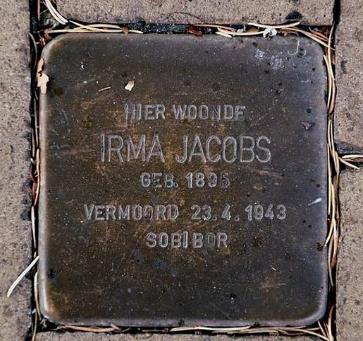 HIER WOONDE
IRMA JACOBS
GEB. 1895
VERMOORD 23.4.1943
SOBIBOR